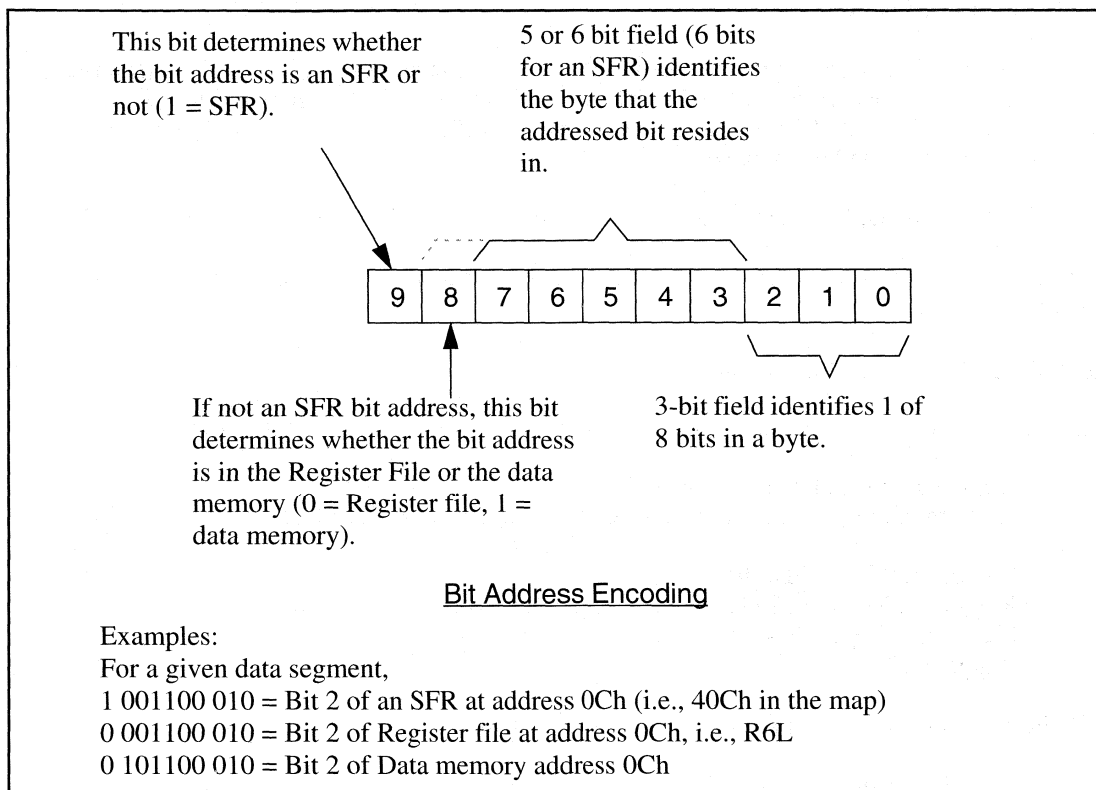 This bit determines whether
the bit address is an SFR or
not (1 = SFR).
5 or 6 bit field (6 bits
for an SFR) identifies
the byte that the
addressed bit resides
in.
9 8 7 6 5 4 3 2 1 0
If not an SFR bit address, this bit
determines whether the bit address
is in the Register File or the data
memory (0 = Register file, 1 =
data memory).
3-bit field identifies 1 of
8 bits in a byte.
Bit Address Encoding
Examples:
For a given data segment,
1 001100 010 = Bit 2 of an SFR at address 0Ch (i.e., 40Ch in the map)
0 001100 010 = Bit 2 of Register file at address 0Ch, i.e., R6L
0 101100 010 = Bit 2 of Data memory address 0Ch